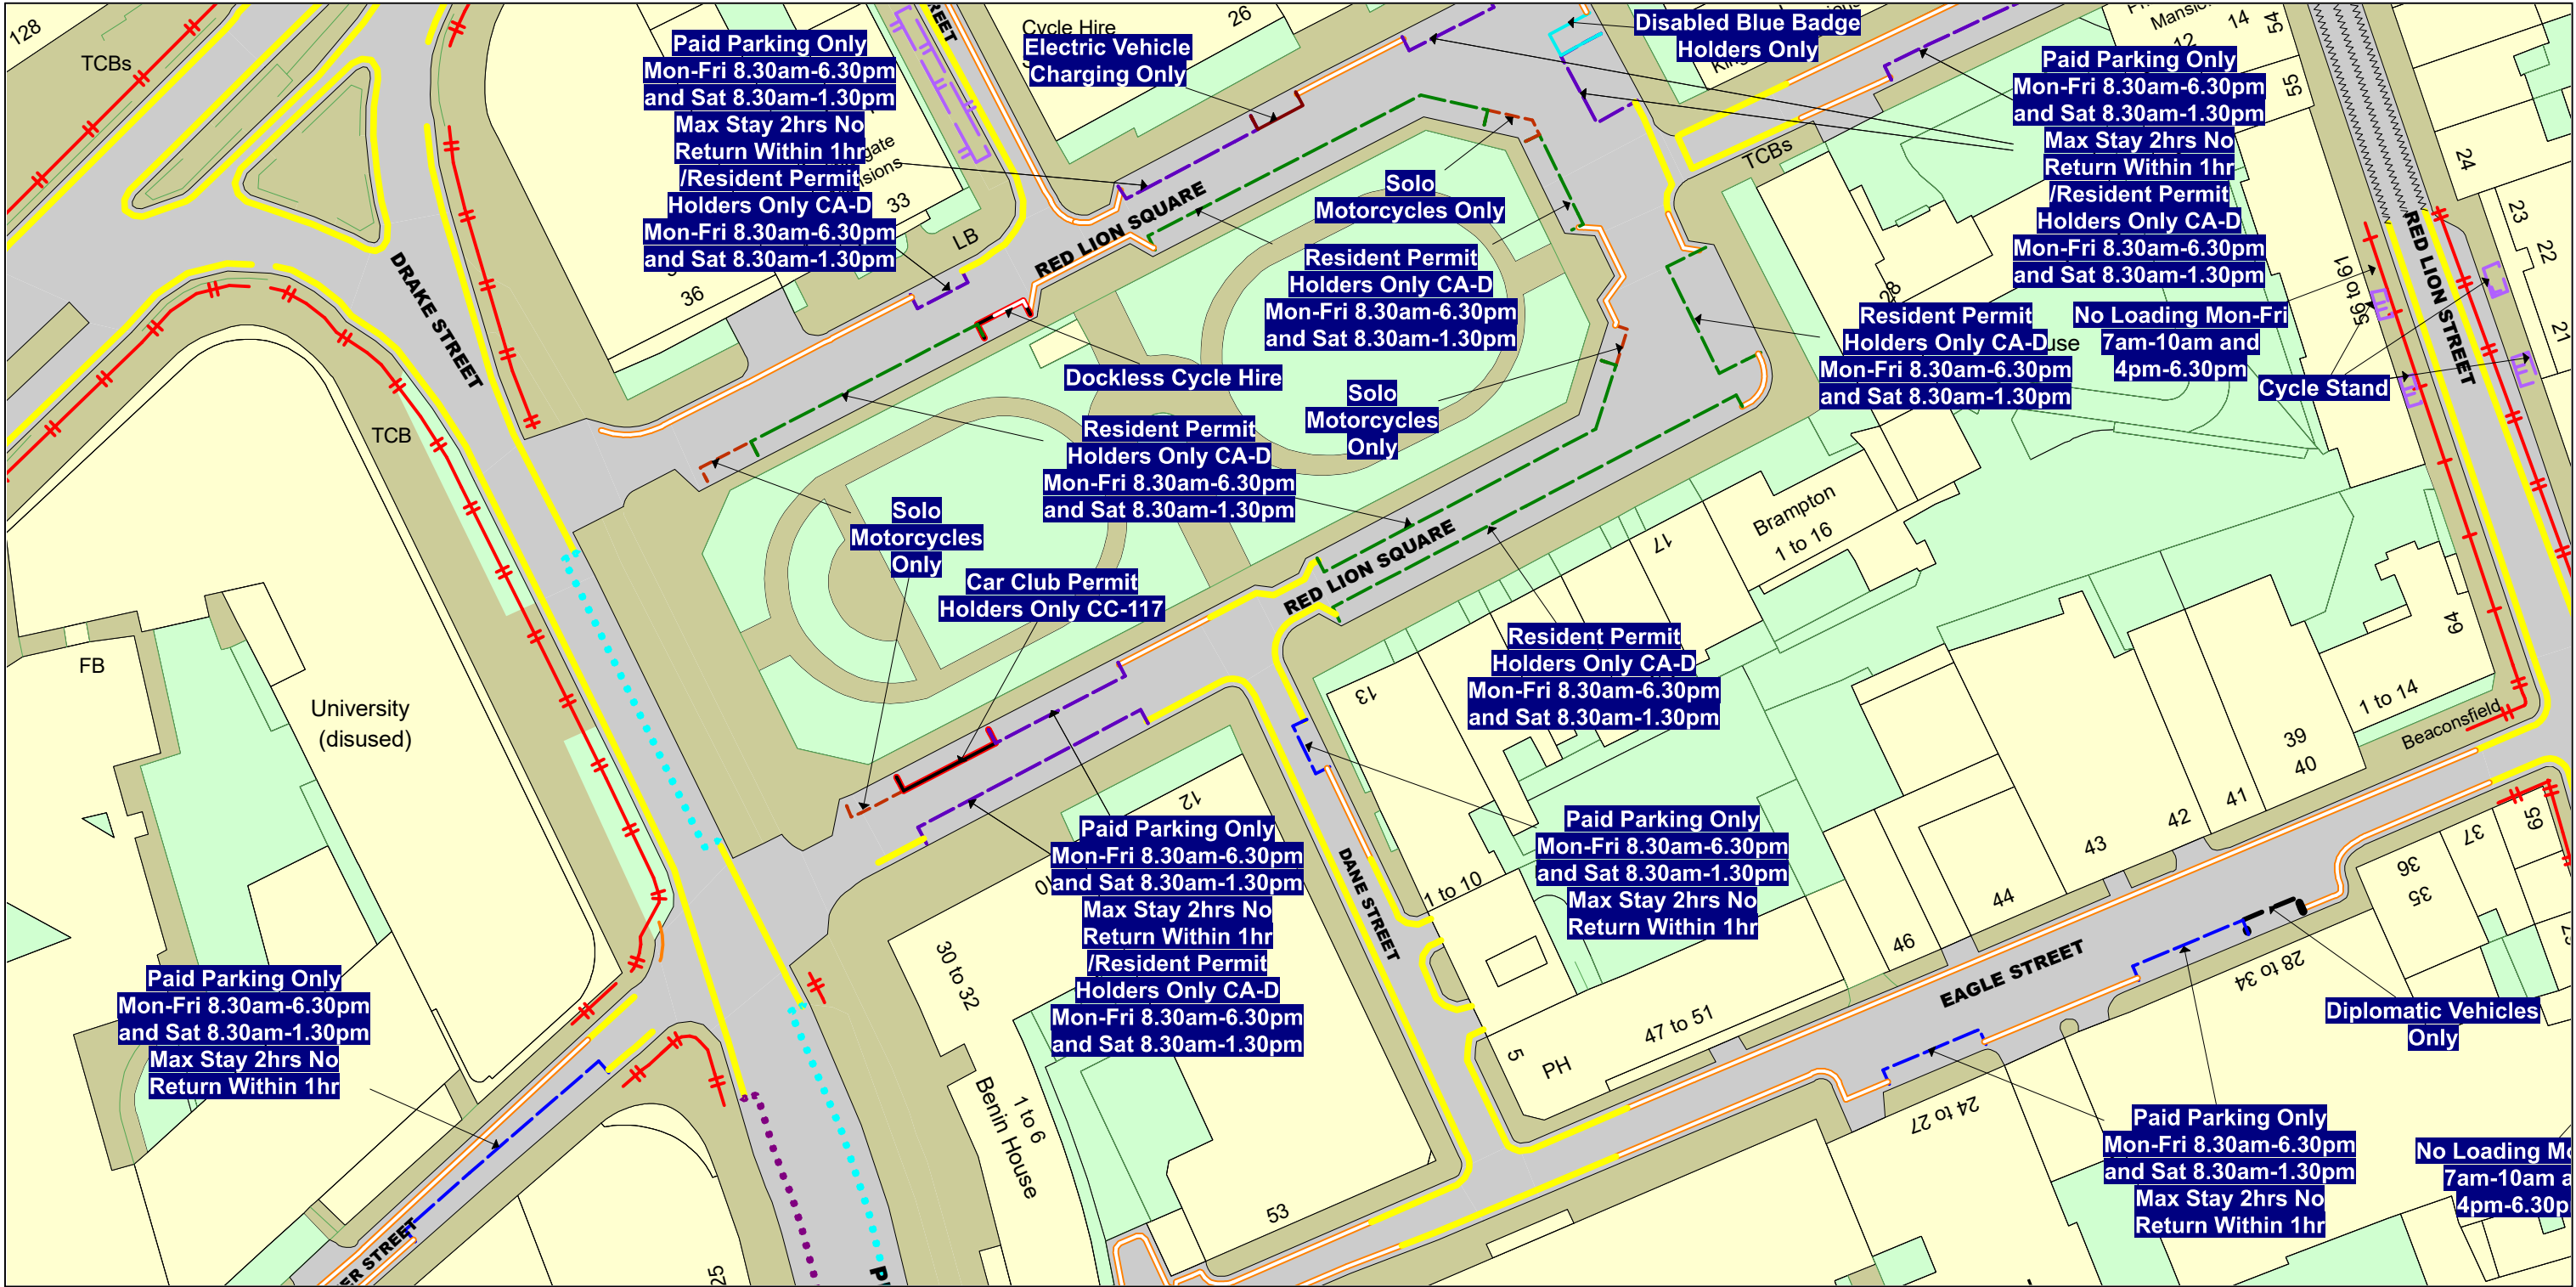 128
TCBs
Paid Parking Only
Mon-Fri 8.30am-6.30pm
and Sat 8.30am-1.30pm
Max Stay 2hrs No
Return Within 1hr
/Resident Permit
Holders Only CA-D
Mon-Fri 8.30am-6.30pm
and Sat 8.30am-1.30pm
Cycle Hire
Electric Vehicle
Charging Only
26
Disabled Blue Badge
Holders Only
14
54
12
55
Paid Parking Only
Mon-Fri 8.30am-6.30pm
and Sat 8.30am-1.30pm
Max Stay 2hrs No
Return Within 1hr
/Resident Permit
Holders Only CA-D
Mon-Fri 8.30am-6.30pm
and Sat 8.30am-1.30pm
TCBs
24
23
22
21
33
LB
36
DRAKE STREET
RED LION SQUARE
Solo
Motorcycles Only
Resident Permit
Holders Only CA-D
Mon-Fri 8.30am-6.30pm
and Sat 8.30am-1.30pm
28
Resident Permit
Holders Only CA-D
Mon-Fri 8.30am-6.30pm
and Sat 8.30am-1.30pm
No Loading Mon-Fri
7am-10am and
4pm-6.30pm
56 to 61
RED LION STREET
Cycle Stand
Dockless Cycle Hire
Solo
Motorcycles
Only
TCB
Resident Permit
Holders Only CA-D
Mon-Fri 8.30am-6.30pm
and Sat 8.30am-1.30pm
Solo
Motorcycles
Only
Car Club Permit
Holders Only CC-117
RED LION SQUARE
17
Brampton
1 to 16
FB
University
(disused)
13
Resident Permit
Holders Only CA-D
Mon-Fri 8.30am-6.30pm
and Sat 8.30am-1.30pm
64
1 to 14
Beaconsfield
39
40
41
42
43
44
46
12
Paid Parking Only
Mon-Fri 8.30am-6.30pm
and Sat 8.30am-1.30pm
Max Stay 2hrs No
Return Within 1hr
/Resident Permit
Holders Only CA-D
Mon-Fri 8.30am-6.30pm
and Sat 8.30am-1.30pm
Paid Parking Only
Mon-Fri 8.30am-6.30pm
and Sat 8.30am-1.30pm
Max Stay 2hrs No
Return Within 1hr
DANE STREET
1 to 10
65
37
36
35
28 to 34
EAGLE STREET
30 to 32
Paid Parking Only
Mon-Fri 8.30am-6.30pm
and Sat 8.30am-1.30pm
Max Stay 2hrs No
Return Within 1hr
Diplomatic Vehicles
Only
47 to 51
5
PH
24 to 27
1 to 6
Benin House
Paid Parking Only
Mon-Fri 8.30am-6.30pm
and Sat 8.30am-1.30pm
Max Stay 2hrs No
Return Within 1hr
No Loading M
7am-10am a
4pm-6.30p
53
25
ER STREET